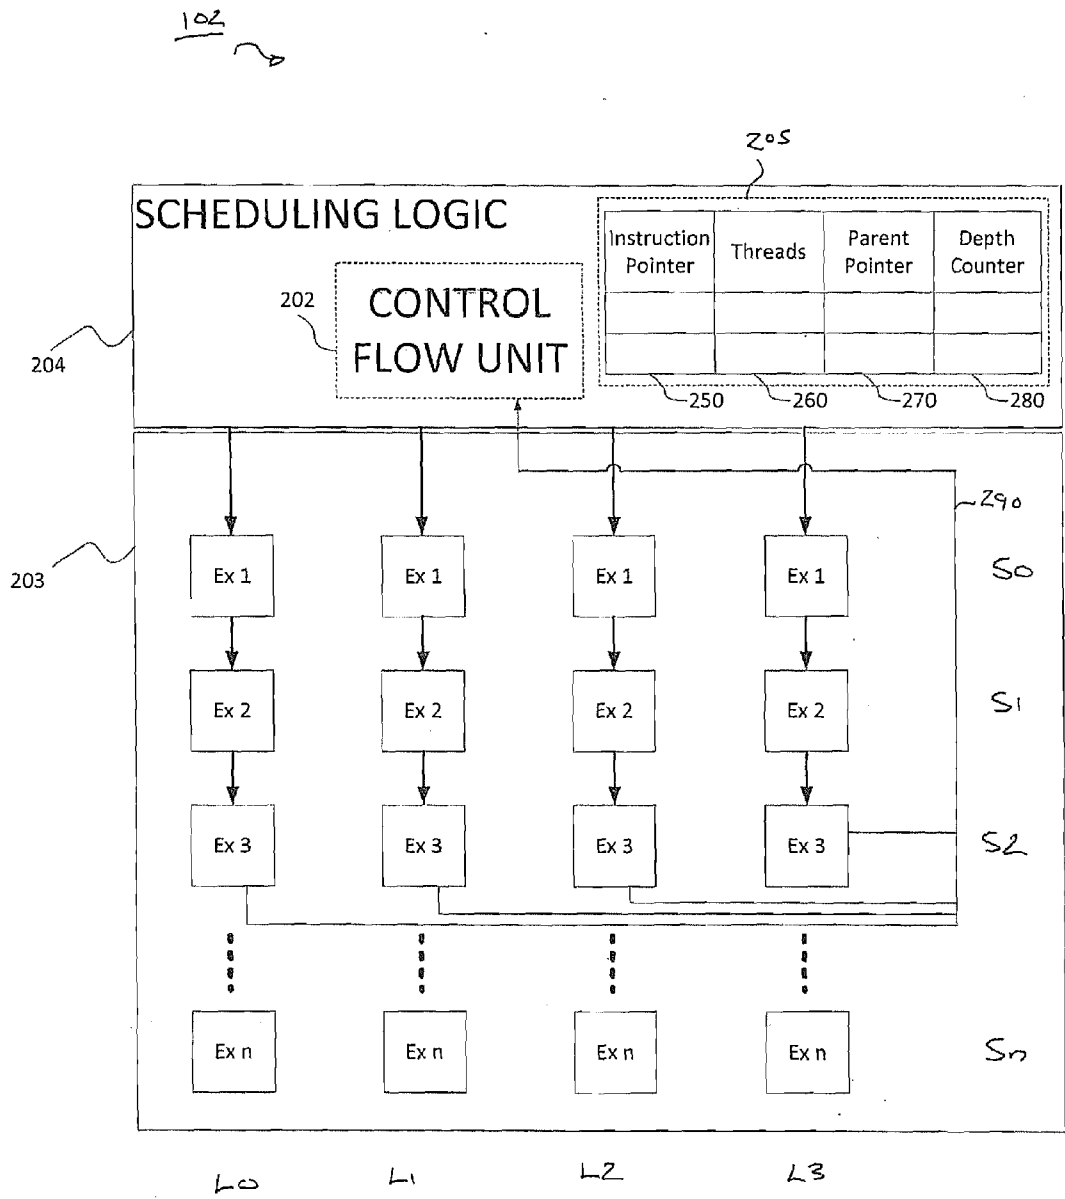 102
205
SCHEDULING LOGIC
Instruction Pointer
Threads
Parent Pointer
Depth Counter
202
CONTROL
FLOW UNIT
204
250
260
270
280
290
203
Ex 1
Ex 1
Ex 1
Ex 1
S0
Ex 2
Ex 2
Ex 2
Ex 2
S1
Ex 3
Ex 3
Ex 3
Ex 3
S2
Ex n
Ex n
Ex n
Ex n
Sn
L0
L1
L2
L3